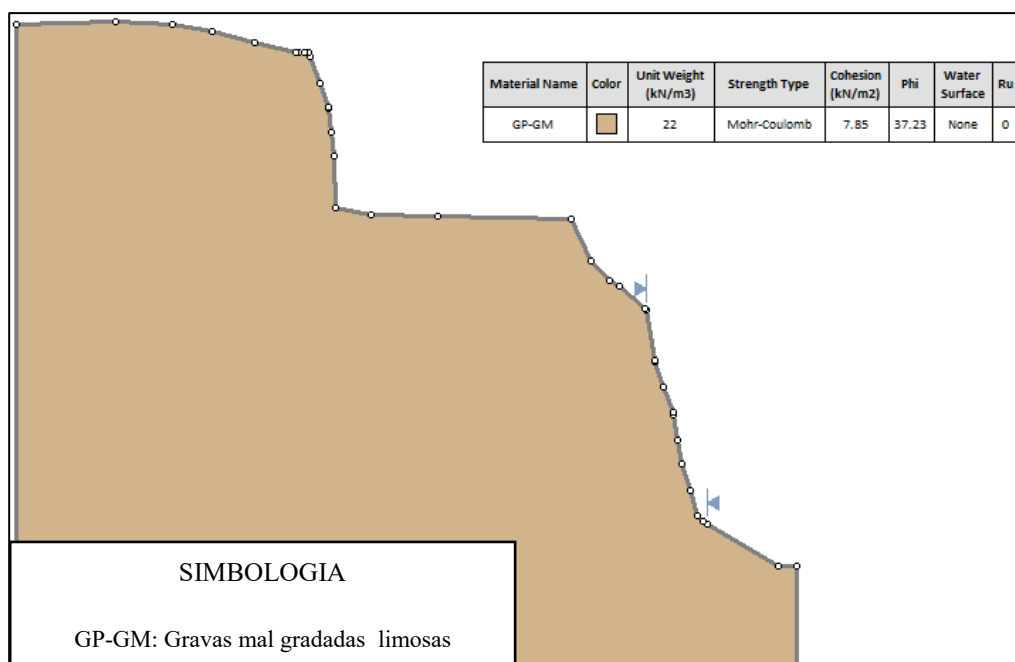 Material Name Color Unit Weight (kN/m3) Strength Type Cohesion (kN/m2) Phi Water Surface Ru
GP-GM 22 Mohr-Coulomb 7.85 37.23 None 0
SIMBOLOGIA
GP-GM: Gravas mal gradadas limosas